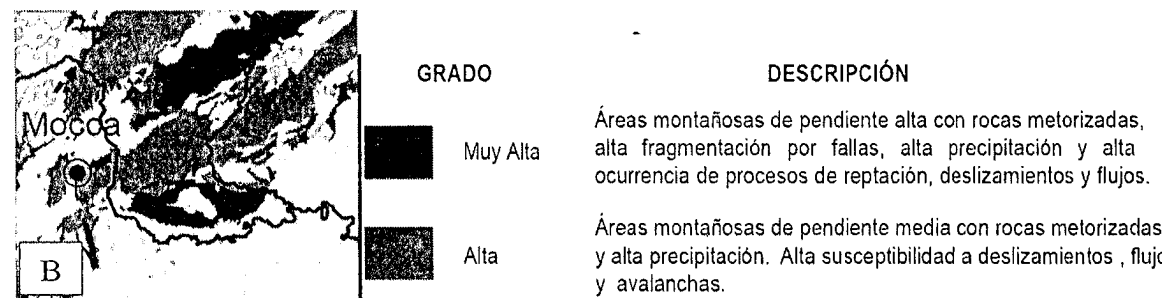 Mocoa
B
GRADO
DESCRIPCIÓN
Muy Alta
Áreas montañosas de pendiente alta con rocas metorizadas,
alta fragmentación por fallas, alta precipitación y alta
ocurrencia de procesos de reptación, deslizamientos y flujos.
Alta
Áreas montañosas de pendiente media con rocas metorizadas
y alta precipitación. Alta susceptibilidad a deslizamientos , flujo
y avalanchas.